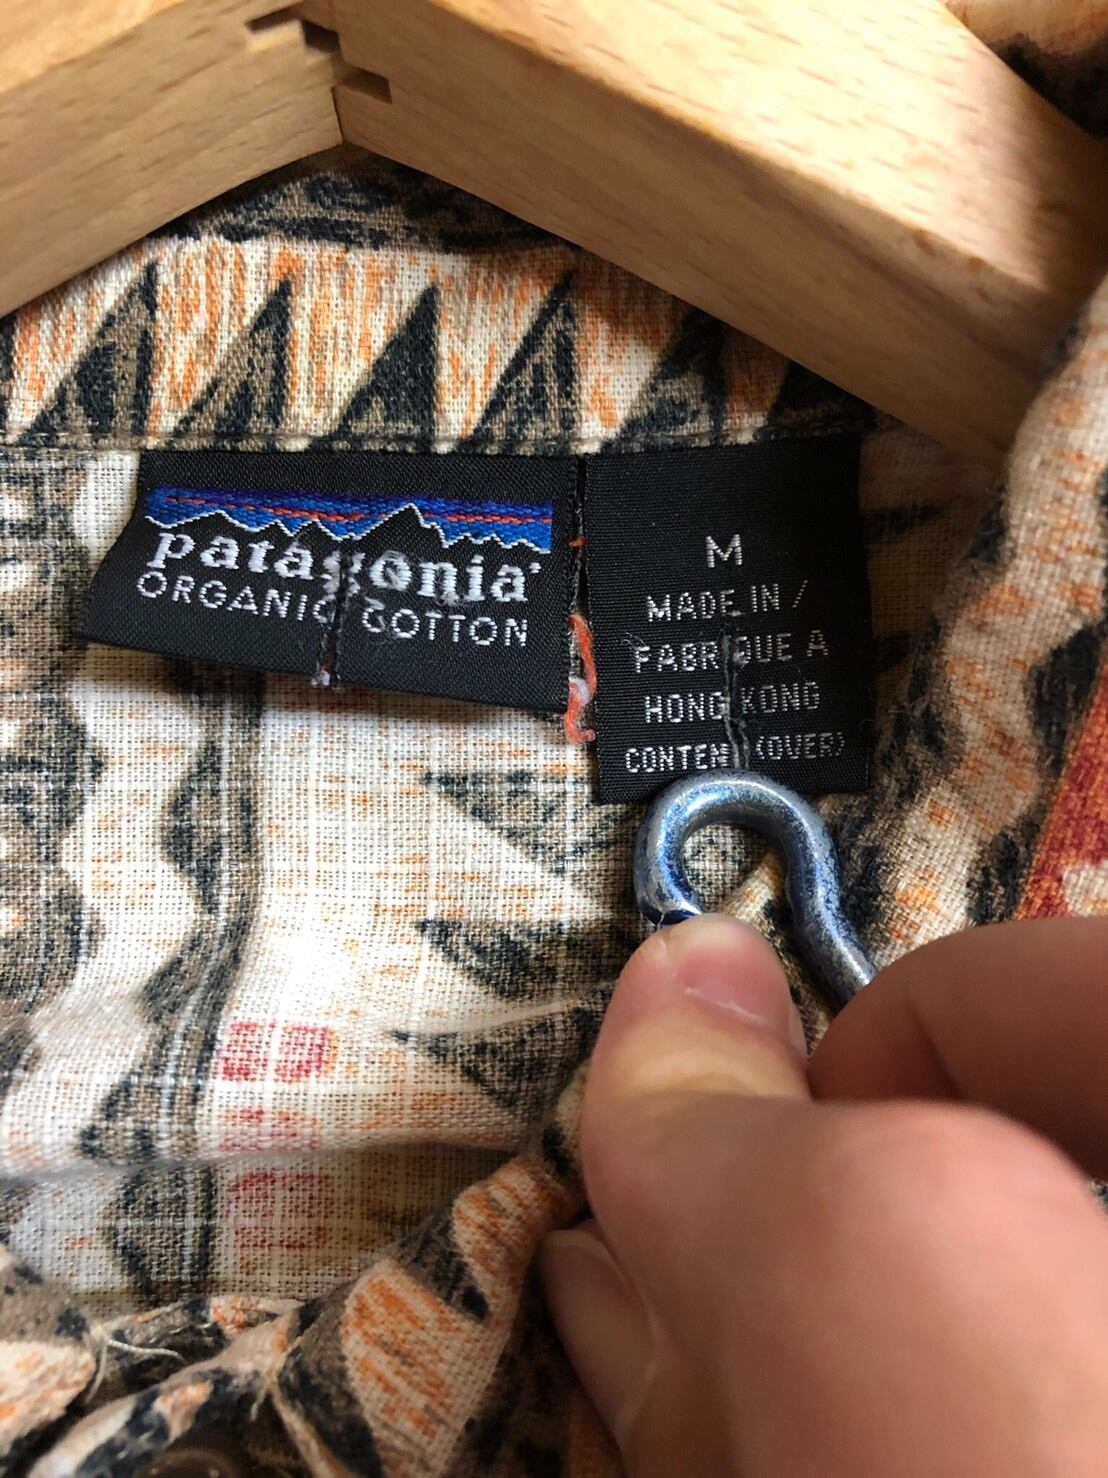 patagonia
ORGANIC COTTON
M
MADE IN /
FABRIQUE A
HONG KONG
CONTENT (OVER)